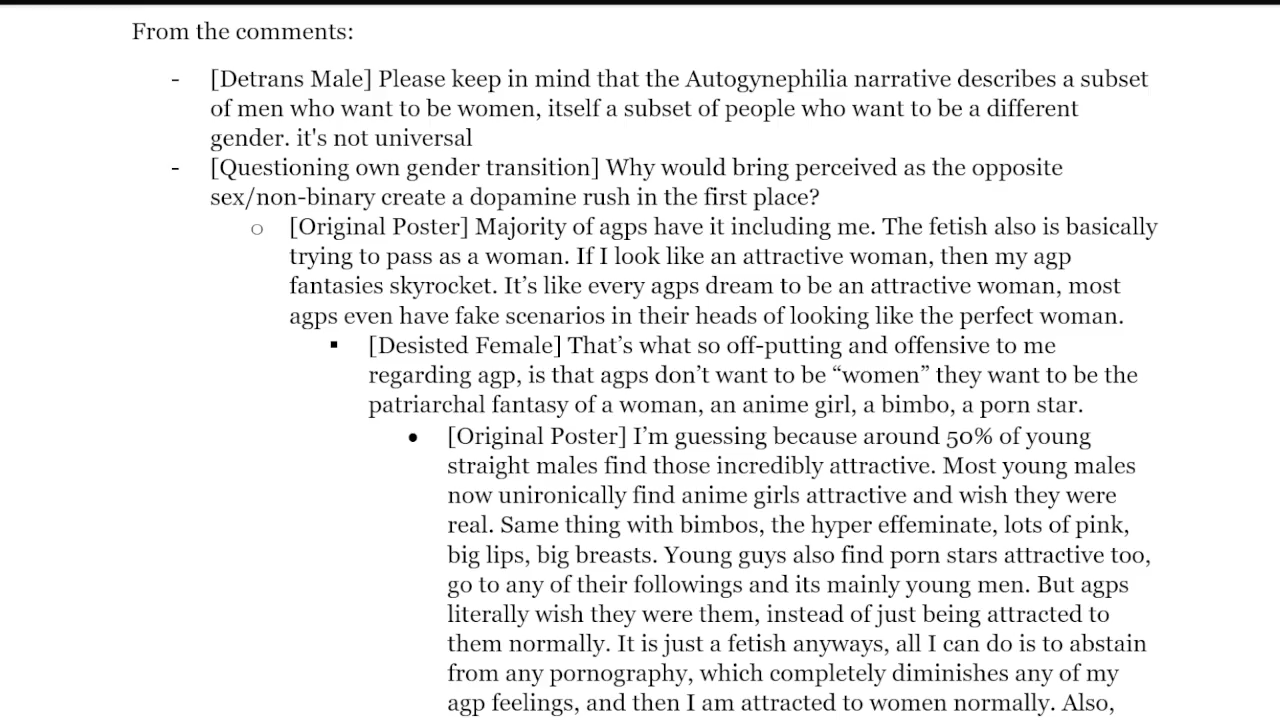 From the comments:
- [Detrans Male] Please keep in mind that the Autogynephilia narrative describes a subset
of men who want to be women, itself a subset of people who want to be a different
gender. it's not universal
- [Questioning own gender transition] Why would bring perceived as the opposite
sex/non-binary create a dopamine rush in the first place?
○ [Original Poster] Majority of agps have it including me. The fetish also is basically
trying to pass as a woman. If I look like an attractive woman, then my agp
fantasies skyrocket. It’s like every agps dream to be an attractive woman, most
agps even have fake scenarios in their heads of looking like the perfect woman.
▪ [Desisted Female] That’s what so off-putting and offensive to me
regarding agp, is that agps don’t want to be “women” they want to be the
patriarchal fantasy of a woman, an anime girl, a bimbo, a porn star.
• [Original Poster] I’m guessing because around 50% of young
straight males find those incredibly attractive. Most young males
now unironically find anime girls attractive and wish they were
real. Same thing with bimbos, the hyper effeminate, lots of pink,
big lips, big breasts. Young guys also find porn stars attractive too,
go to any of their followings and its mainly young men. But agps
literally wish they were them, instead of just being attracted to
them normally. It is just a fetish anyways, all I can do is to abstain
from any pornography, which completely diminishes any of my
agp feelings, and then I am attracted to women normally. Also,